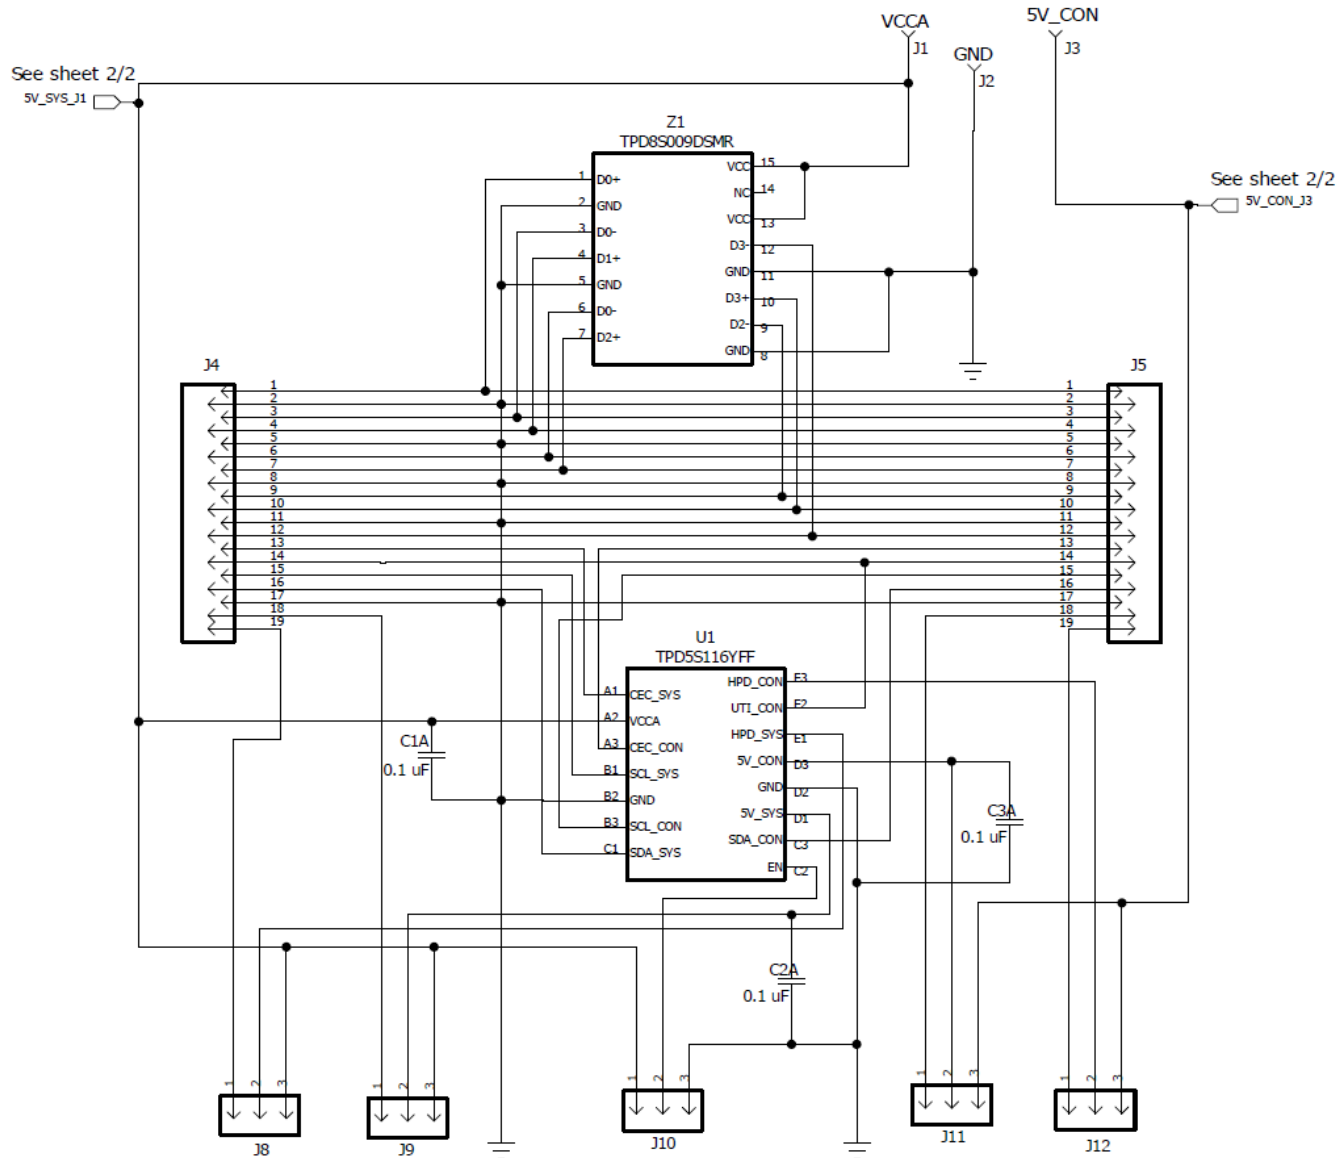 VCCA
J1
5V_CON
J3
GND
J2
See sheet 2/2
5V_SYS_J1
Z1
TPD8S009DSMR
1 D0+
2 GND
3 D0-
4 D1+
5 GND
6 D0-
7 D2+
VCC 15
NC 14
VCC 13
D3- 12
GND 11
D3+ 10
D2- 9
GND 8
See sheet 2/2
5V_CON_J3
J4
1
2
3
4
5
6
7
8
9
10
11
12
13
14
15
16
17
18
19
J5
1
2
3
4
5
6
7
8
9
10
11
12
13
14
15
16
17
18
19
U1
TPD5S116YFF
A1 CEC_SYS
A2 VCCA
A3 CEC_CON
B1 SCL_SYS
B2 GND
B3 SCL_CON
C1 SDA_SYS
HPD_CON E3
UTI_CON E2
HPD_SYS E1
5V_CON D3
GND D2
5V_SYS D1
SDA_CON C3
EN C2
C1A
0.1 uF
C3A
0.1 uF
C2A
0.1 uF
1 2 3
J8
1 2 3
J9
1 2 3
J10
1 2 3
J11
1 2 3
J12